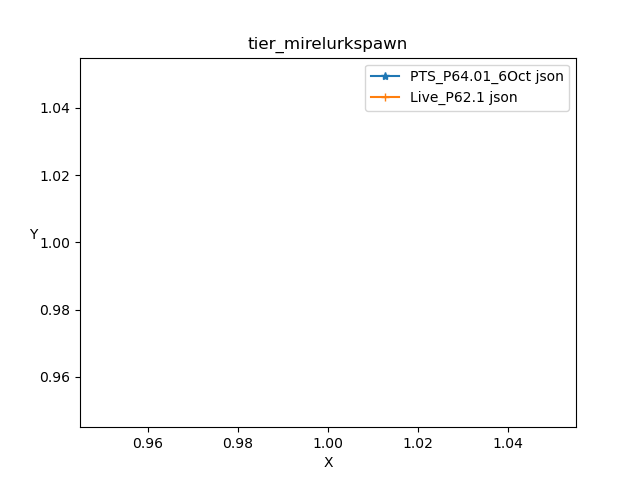 tier_mirelurkspawn
PTS_P64.01_6Oct json
Live_P62.1 json
1.04
1.02
Y
1.00
0.98
0.96
0.96 0.98 1.00 1.02 1.04
X